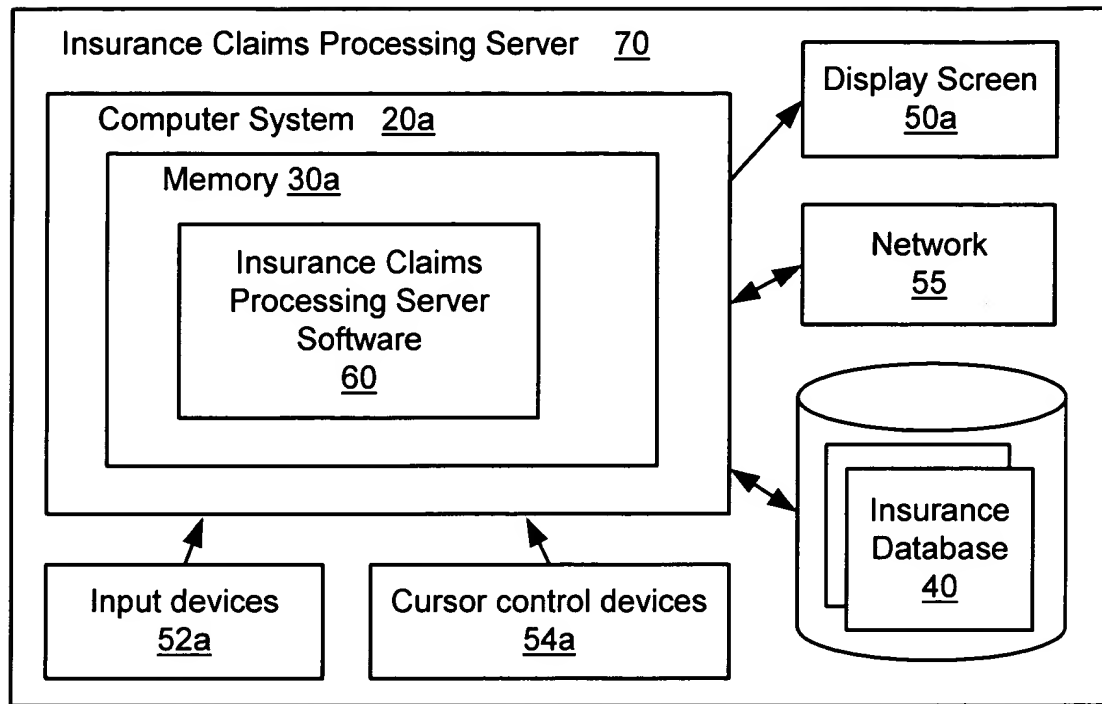 Insurance Claims Processing Server 70
Computer System 20a
Memory 30a
Insurance Claims
Processing Server
Software
60
Display Screen
50a
Network
55
Insurance
Database
40
Input devices
52a
Cursor control devices
54a